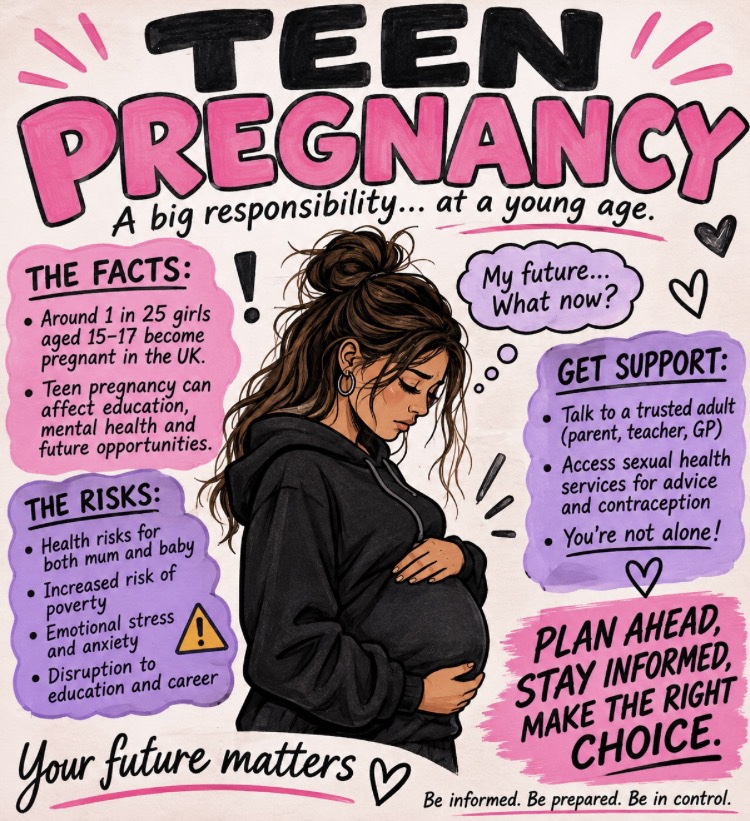 TEEN
PREGNANCY
A big responsibility... at a young age.
THE FACTS:
• Around 1 in 25 girls
aged 15–17 become
pregnant in the UK.
• Teen pregnancy can
affect education,
mental health and
future opportunities.
!
My future...
What now?
THE RISKS:
• Health risks for
both mum and baby
• Increased risk of
poverty
• Emotional stress
and anxiety
!
• Disruption to
education and career
GET SUPPORT:
• Talk to a trusted adult
(parent, teacher, GP)
• Access sexual health
services for advice
and contraception
• You're not alone!
PLAN AHEAD,
STAY INFORMED,
MAKE THE RIGHT
CHOICE.
Your future matters
Be informed. Be prepared. Be in control.